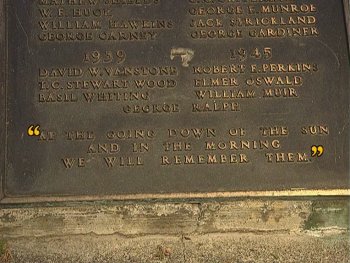 W. F. HUCK GEORGE F. MUNROE
WILLIAM HAWKINS JACK STRICKLAND
GEORGE CARNEY GEORGE GARDINER
1939 1945
DAVID W. VANSTONE ROBERT F. PERKINS
T. C. STEWART WOOD ELMER OSWALD
BASIL WHITING WILLIAM MUIR
GEORGE RALPH
“AT THE GOING DOWN OF THE SUN
AND IN THE MORNING
WE WILL REMEMBER THEM”